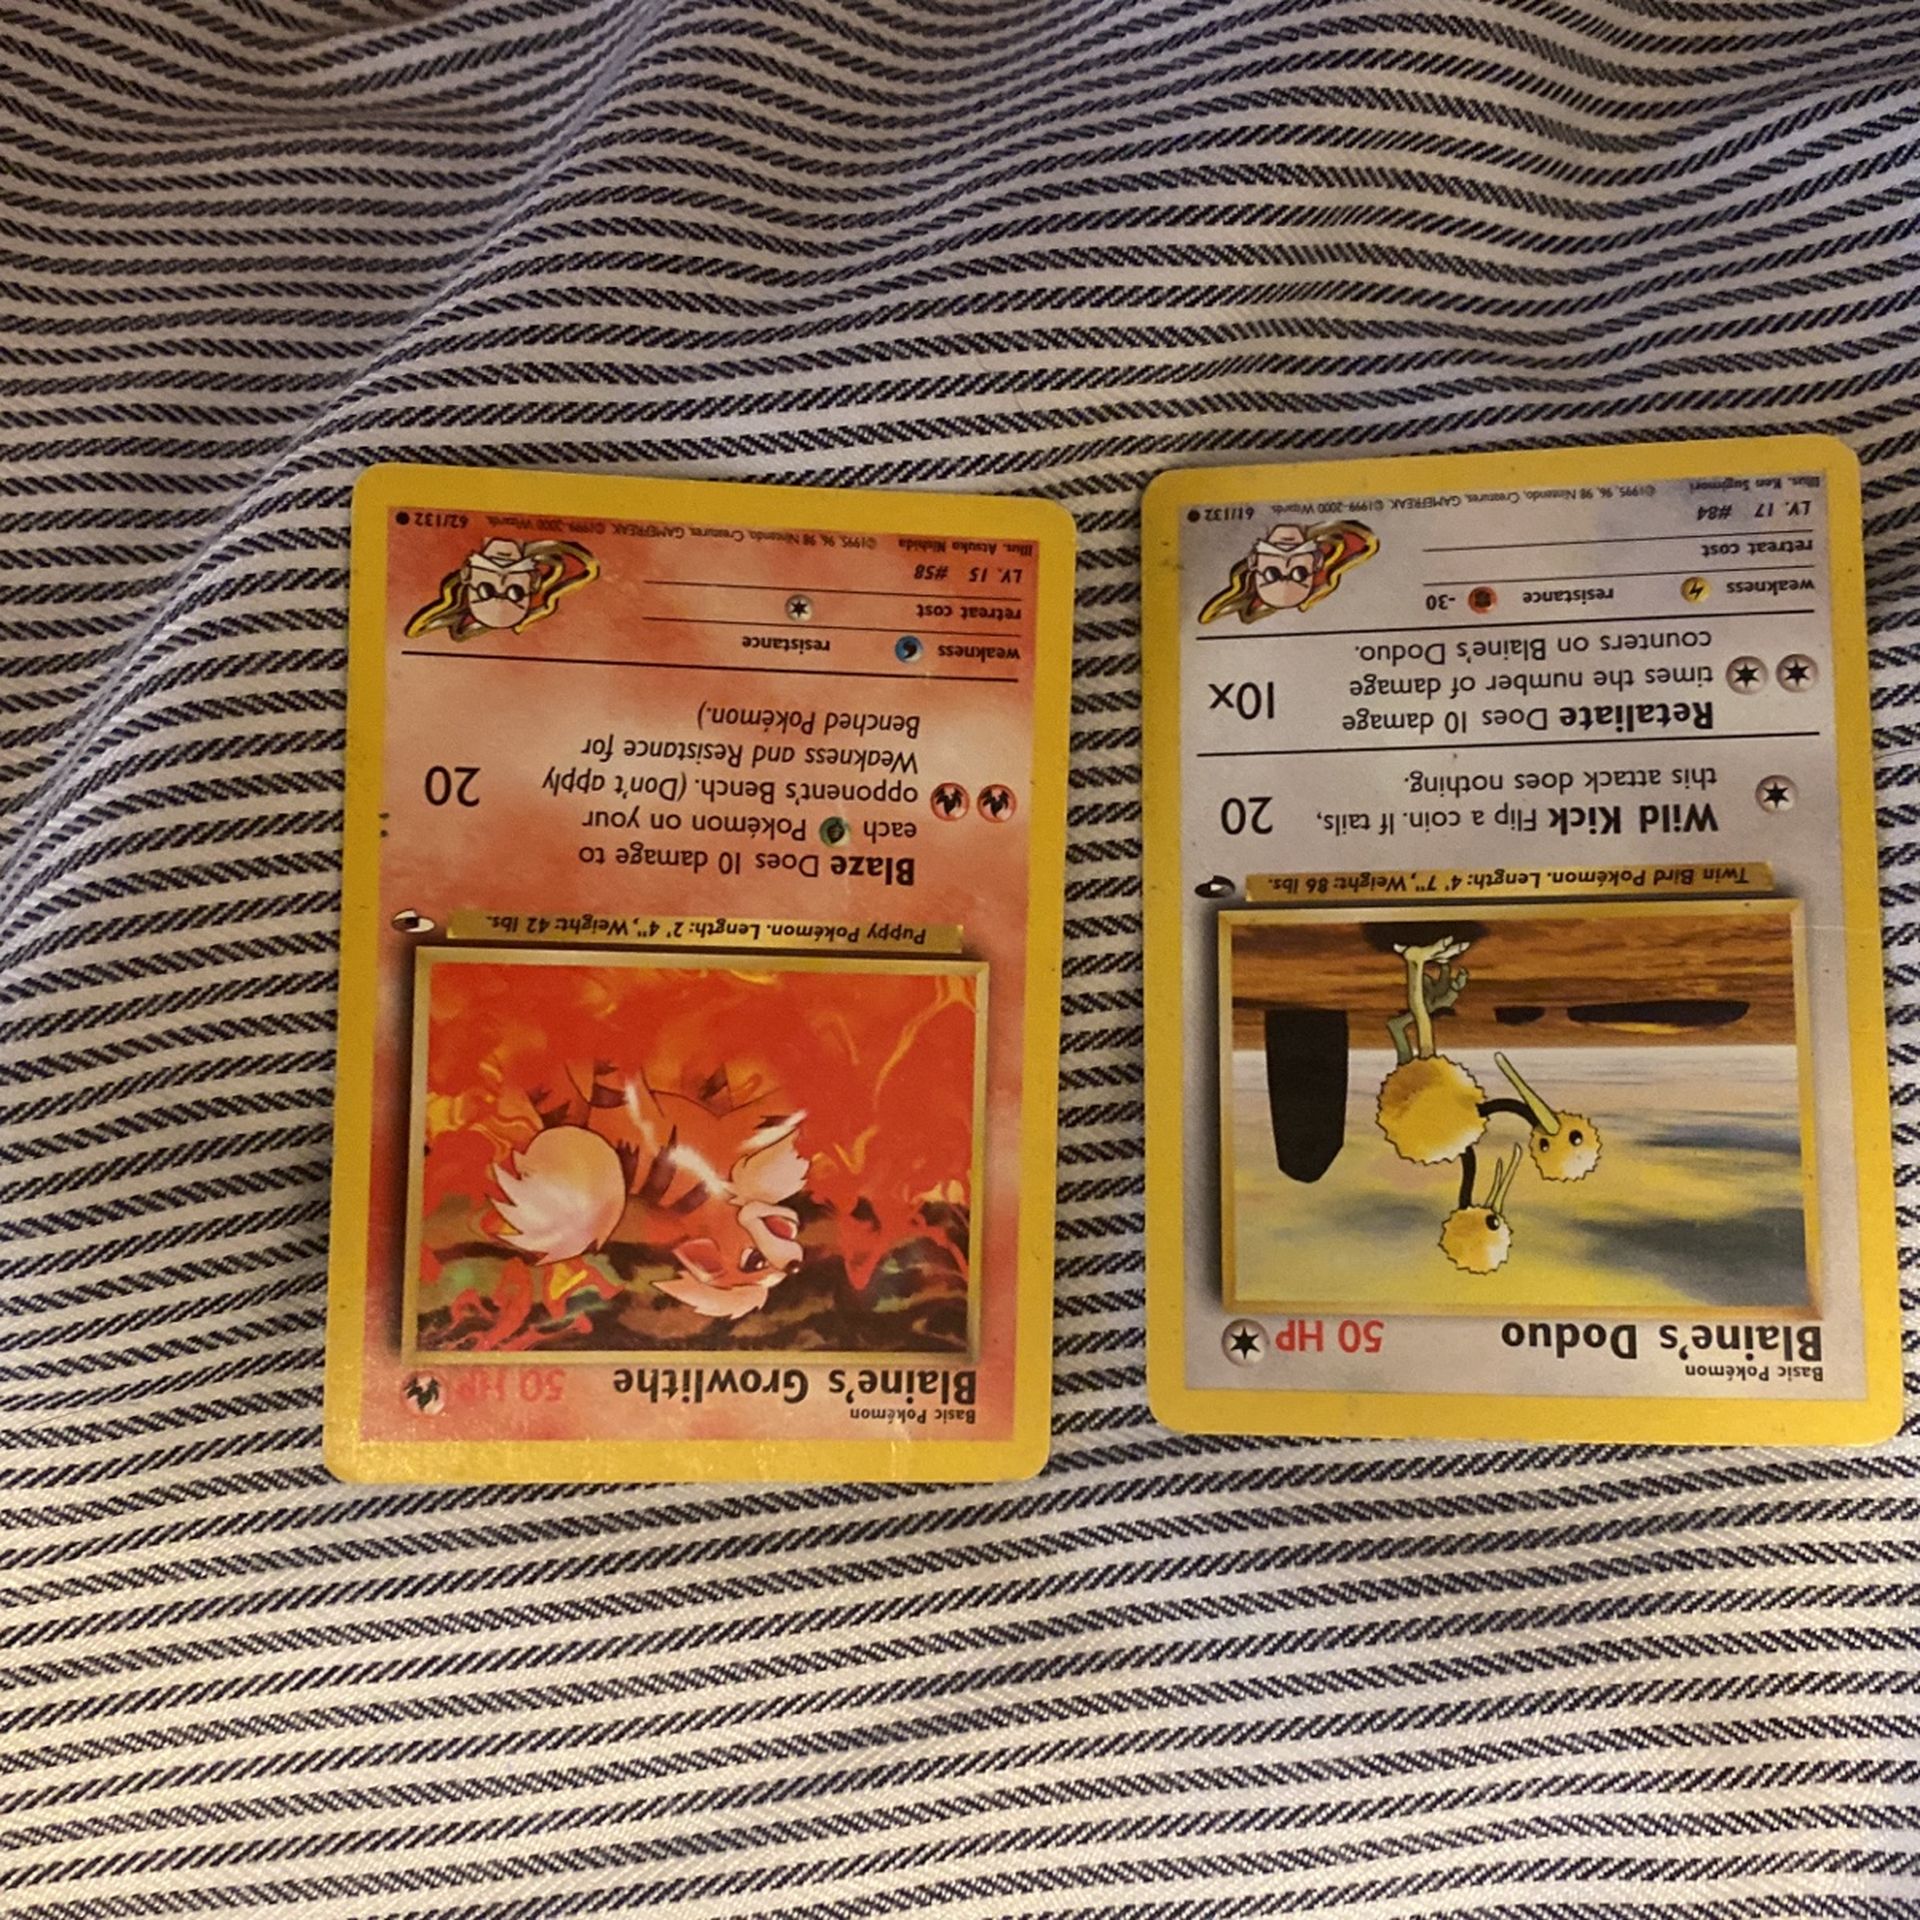 Basic Pokémon
Blaine's Doduo 50 HP
Twin Bird Pokémon. Length: 4' 7", Weight: 86 lbs.
Wild Kick Flip a coin. If tails,
this attack does nothing.
20
Retaliate Does 10 damage
times the number of damage
counters on Blaine's Doduo.
10x
weakness resistance -30
retreat cost
LV. 17 #84
Illus. Ken Sugimori ©1995, 96, 98 Nintendo, Creatures, GAMEFREAK. ©1999-2000 Wizards. 61/132
Basic Pokémon
Blaine's Growlithe 50 HP
Puppy Pokémon. Length: 2' 4", Weight: 42 lbs.
Blaze Does 10 damage to
each Pokémon on your
opponent's Bench. (Don't apply
Weakness and Resistance for
Benched Pokémon.)
20
weakness resistance
retreat cost
LV. 15 #58
Illus. Atsuko Nishida ©1995, 96, 98 Nintendo, Creatures, GAMEFREAK. ©1999-2000 Wizards. 62/132